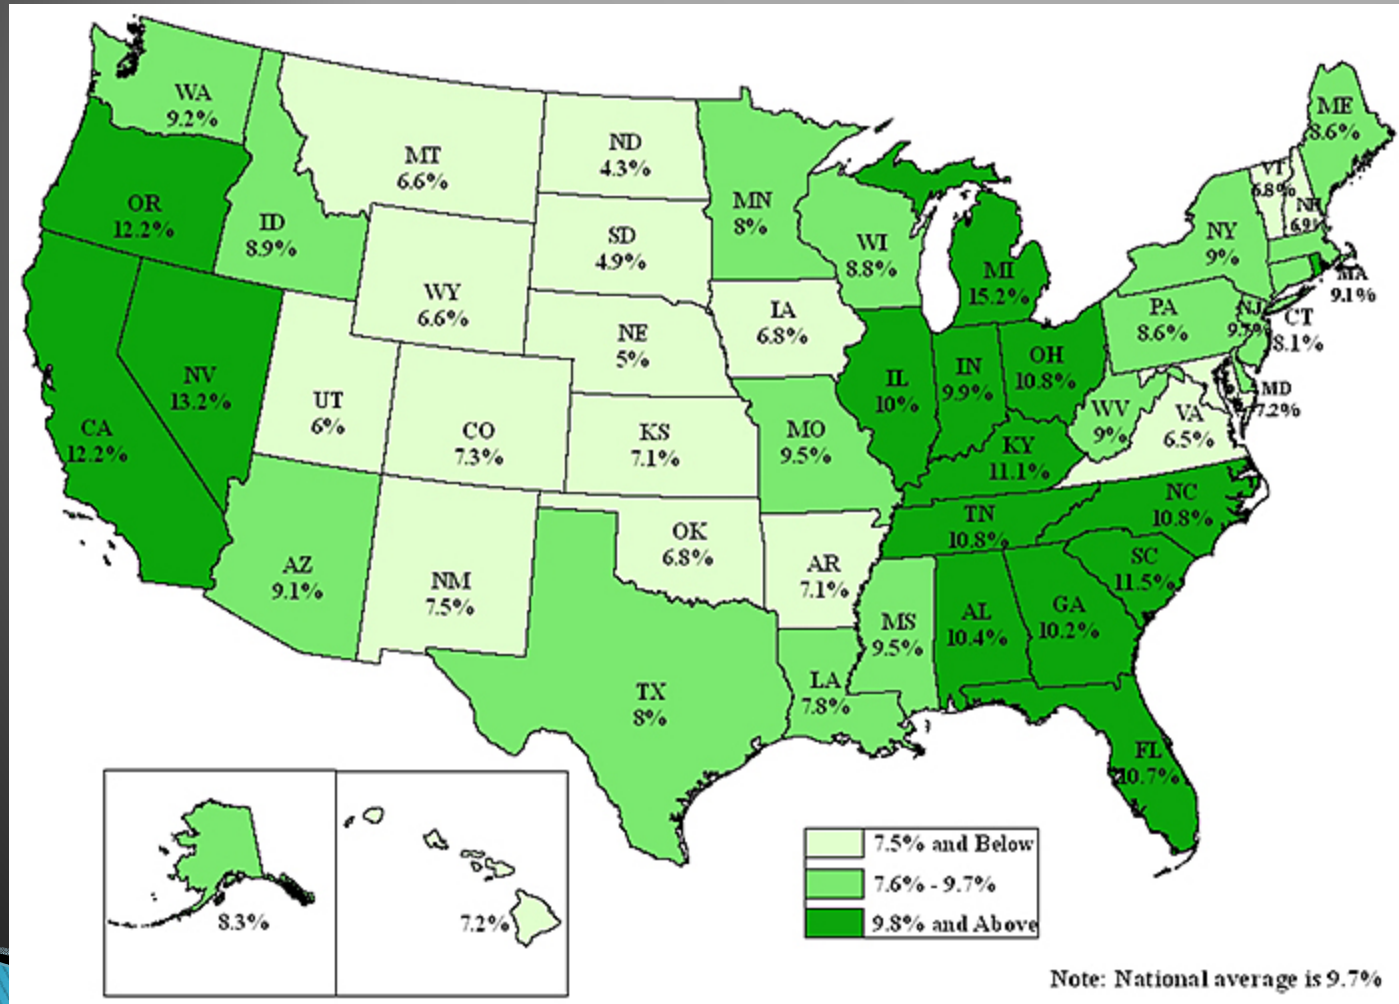 WA
9.2%
OR
12.2%
CA
12.2%
NV
13.2%
ID
8.9%
MT
6.6%
WY
6.6%
UT
6%
CO
7.3%
AZ
9.1%
NM
7.5%
ND
4.3%
SD
4.9%
NE
5%
KS
7.1%
OK
6.8%
TX
8%
MN
8%
IA
6.8%
MO
9.5%
AR
7.1%
LA
7.8%
WI
8.8%
IL
10%
MI
15.2%
IN
9.9%
OH
10.8%
KY
11.1%
TN
10.8%
MS
9.5%
AL
10.4%
GA
10.2%
FL
10.7%
SC
11.5%
NC
10.8%
VA
6.5%
WV
9%
MD
7.2%
PA
8.6%
NJ
NY
9%
CT
8.1%
MA
9.1%
VT
6.8%
NH
6.9%
ME
8.6%
8.3%
7.2%
7.5% and Below
7.6% - 9.7%
9.8% and Above
Note: National average is 9.7%